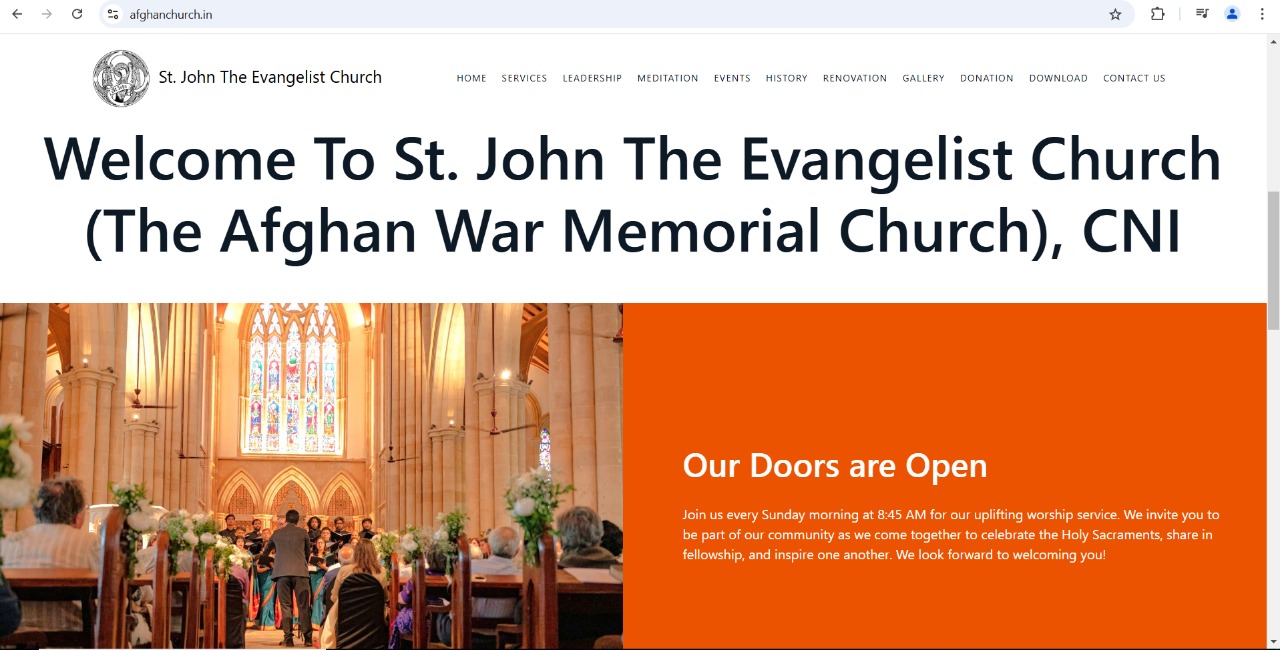 afghanchurch.in
St. John The Evangelist Church
HOME SERVICES LEADERSHIP MEDITATION EVENTS HISTORY RENOVATION GALLERY DONATION DOWNLOAD CONTACT US
Welcome To St. John The Evangelist Church
(The Afghan War Memorial Church), CNI
Our Doors are Open
Join us every Sunday morning at 8:45 AM for our uplifting worship service. We invite you to
be part of our community as we come together to celebrate the Holy Sacraments, share in
fellowship, and inspire one another. We look forward to welcoming you!